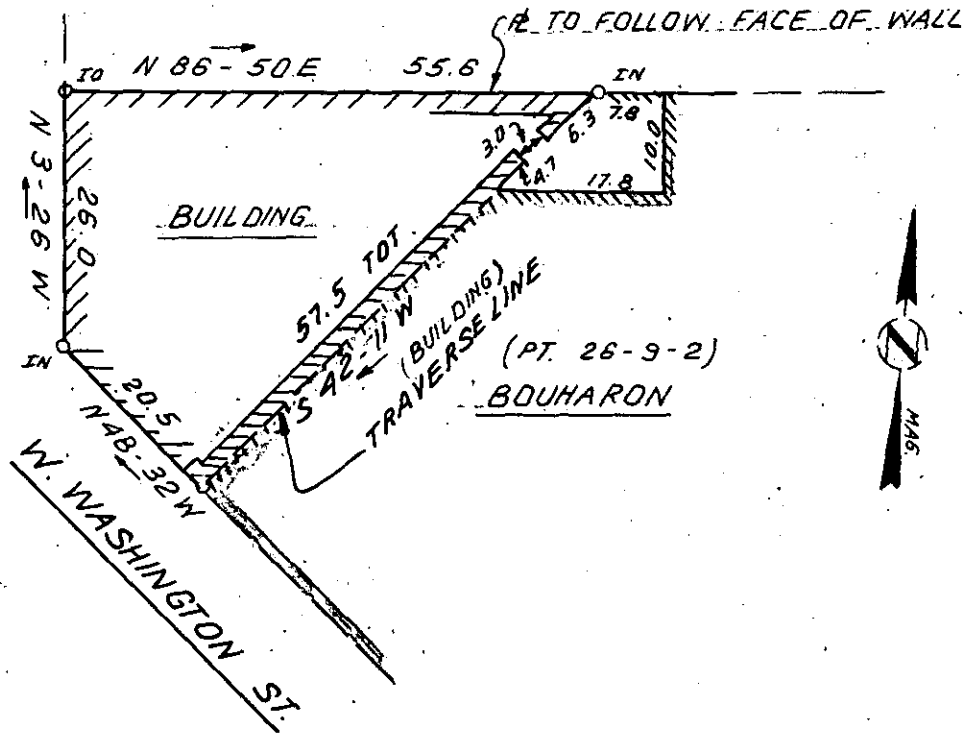 ℄ TO FOLLOW FACE OF WALL
N 86-50 E 55.6
IO
IN
7.8
6.3
3.0
10.0
4.7
17.8
N 3-26 W
26.0
BUILDING
57.5 TOT.
S 42-11 W
(BUILDING)
TRAVERSE LINE
(PT. 26-9-2)
BOUHARON
IN
20.5
N 48-32 W
W. WASHINGTON ST.
MAG.